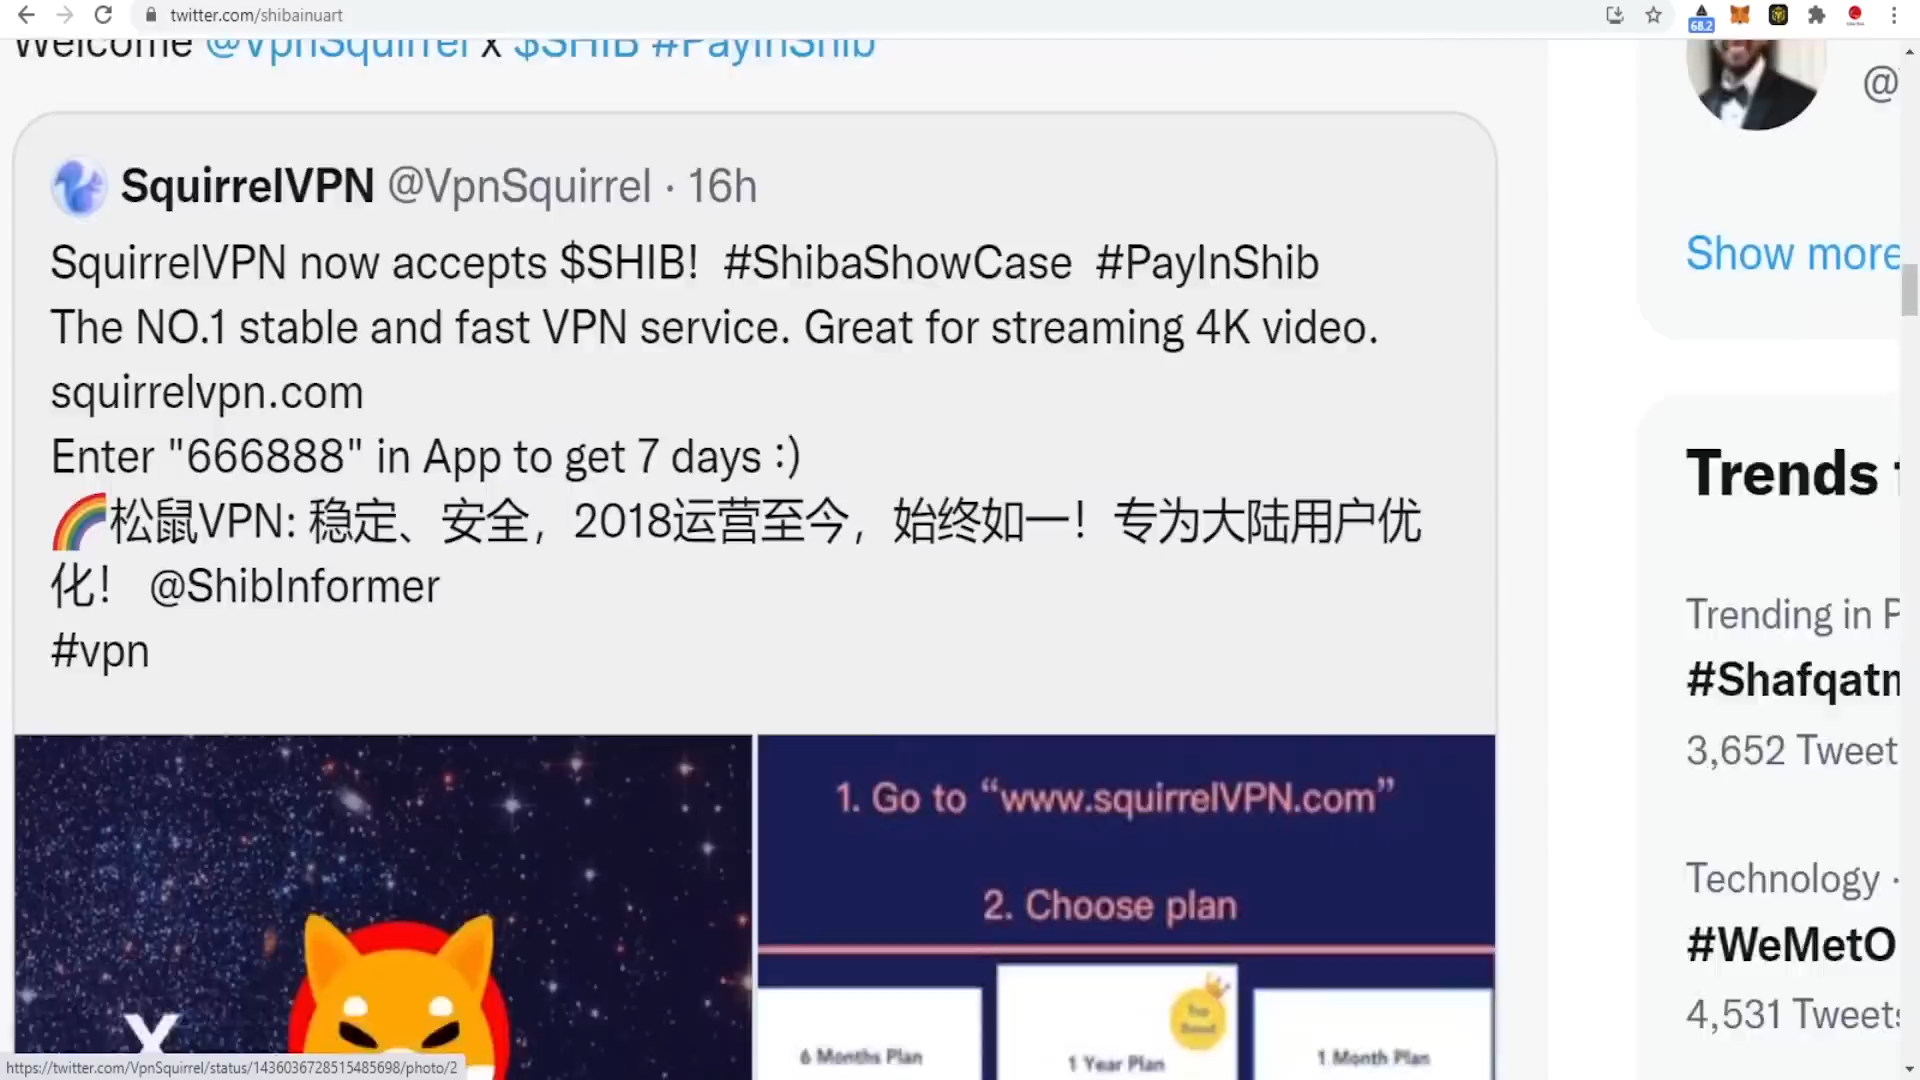 twitter.com/shibainuart
68.2
Welcome @VpnSquirrel x $SHIB #PayInShib
@
SquirrelVPN @VpnSquirrel · 16h
SquirrelVPN now accepts $SHIB! #ShibaShowCase #PayInShib
The NO.1 stable and fast VPN service. Great for streaming 4K video.
squirrelvpn.com
Enter "666888" in App to get 7 days :)
🌈松鼠VPN: 稳定、安全，2018运营至今，始终如一！专为大陆用户优
化！ @ShibInformer
#vpn
1. Go to “www.squirrelVPN.com”
2. Choose plan
X
6 Months Plan
1 Year Plan
1 Month Plan
Show more
Trends
Trending in P
#Shafqatm
3,652 Tweet
Technology ·
#WeMetO
4,531 Tweets
https://twitter.com/VpnSquirrel/status/1436036728515485698/photo/2